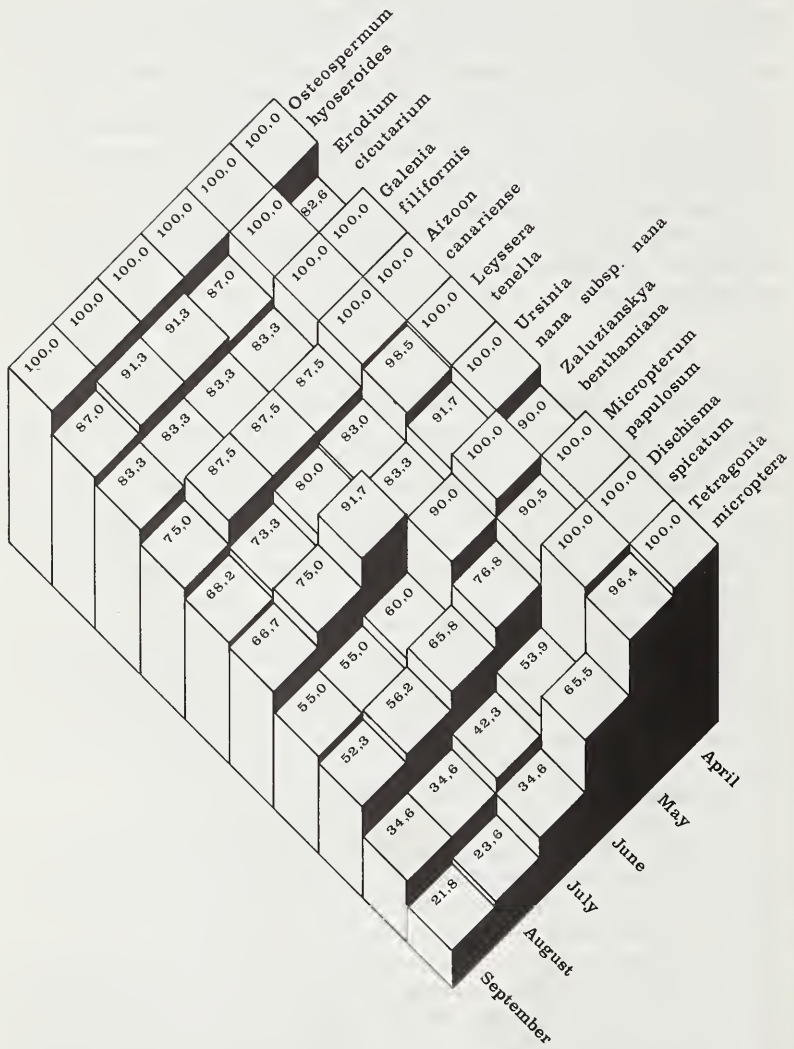 Osteospermum
hyoseroides
Erodium
cicutarium
Galenia
filiformis
Aizoon
canariense
Leyssera
tenella
Ursinia
nana subsp. nana
Zaluzianskya
benthamiana
Micropterum
papulosum
Dischisma
spicatum
Tetragonia
microptera
100,0
100,0
100,0
100,0
100,0
100,0
82,6
100,0
87,0
91,3
91,3
87,0
100,0
100,0
83,3
83,3
83,3
83,3
100,0
100,0
87,5
87,5
87,5
75,0
100,0
98,5
83,0
80,0
73,3
68,2
100,0
91,7
83,3
91,7
75,0
66,7
90,0
100,0
90,0
60,0
55,0
55,0
100,0
90,5
76,8
65,8
56,2
52,3
100,0
100,0
53,9
42,3
34,6
34,6
100,0
96,4
65,5
34,6
23,6
21,8
April
May
June
July
August
September